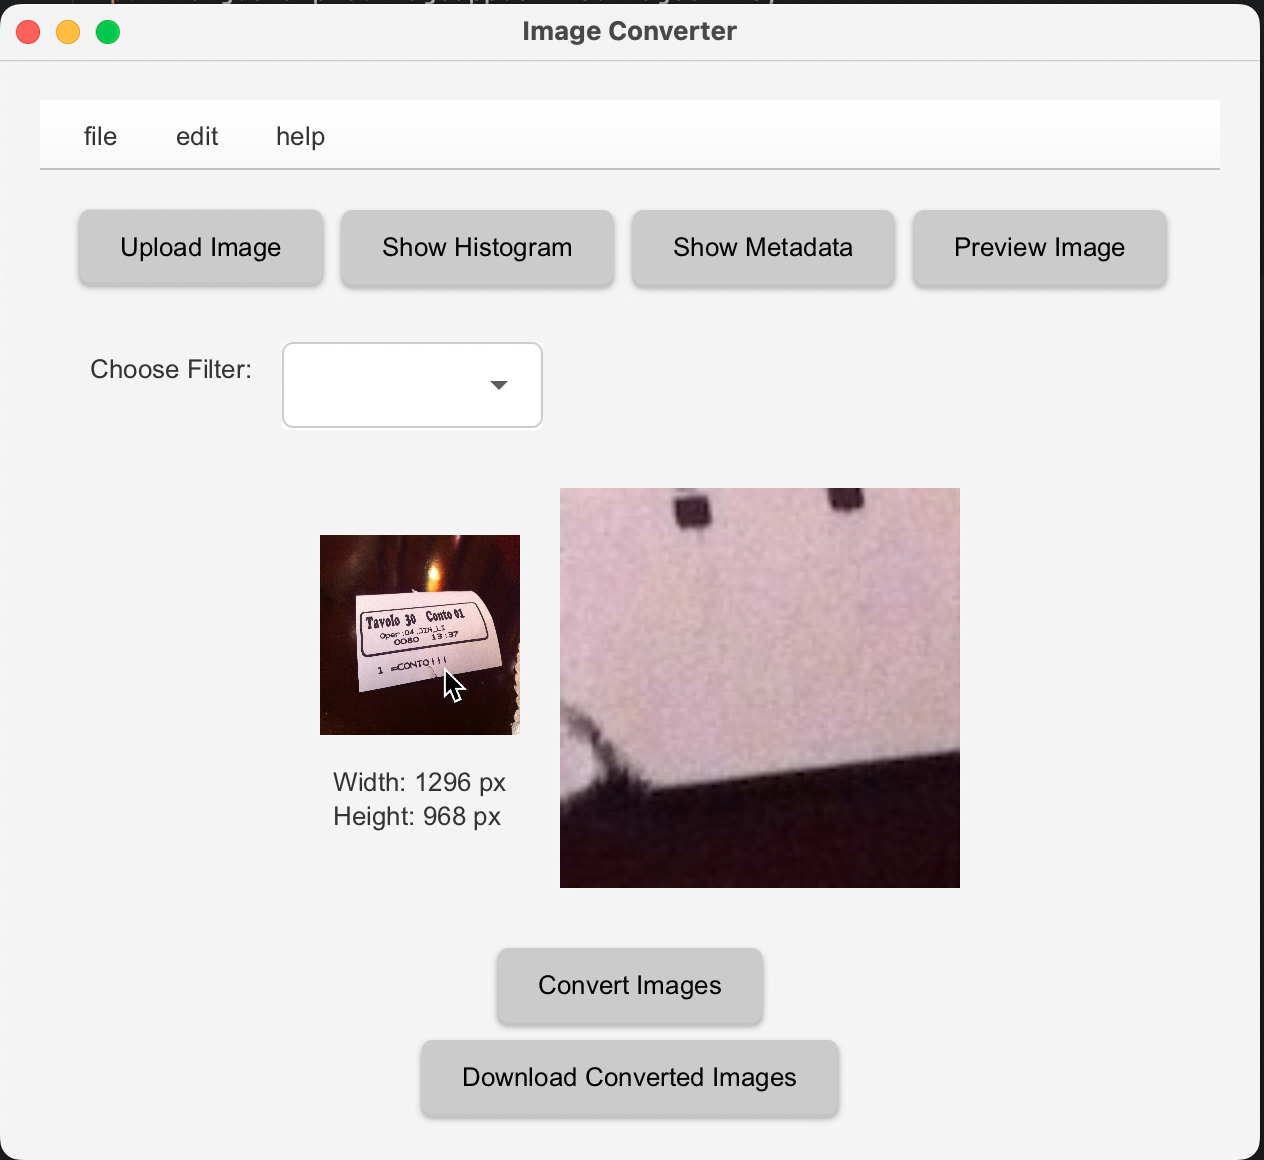 Image Converter
file edit help
Upload Image Show Histogram Show Metadata Preview Image
Choose Filter:
Tavolo 30 Conto 01
Oper:04 JIN_LI
0080 13:37
1 =CONTO!!!
Width: 1296 px
Height: 968 px
Convert Images
Download Converted Images